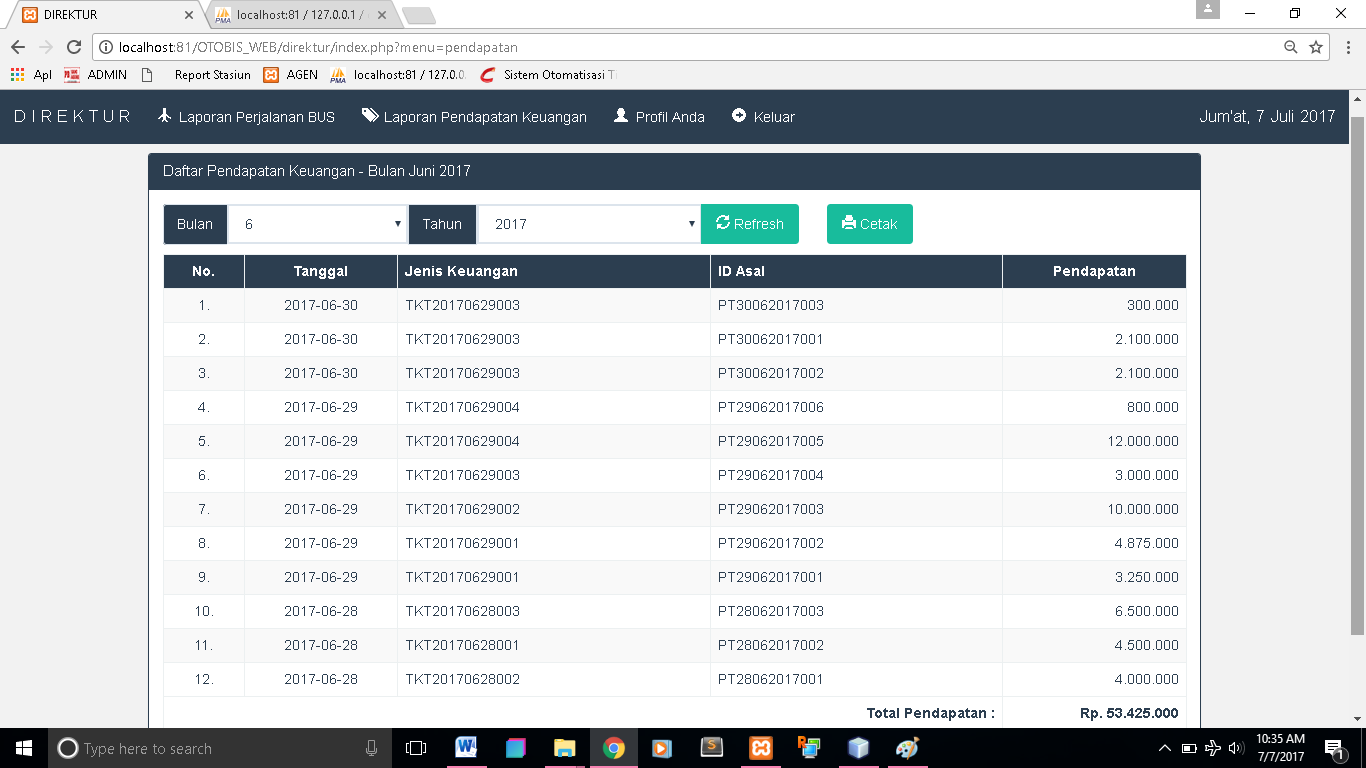 DIREKTUR
localhost:81 / 127.0.0.1 /
localhost:81/OTOBIS_WEB/direktur/index.php?menu=pendapatan
Apl ADMIN Report Stasiun AGEN localhost:81 / 127.0.0. Sistem Otomatisasi Ti
DIREKTUR Laporan Perjalanan BUS Laporan Pendapatan Keuangan Profil Anda Keluar Jum'at, 7 Juli 2017
Daftar Pendapatan Keuangan - Bulan Juni 2017
Bulan 6 Tahun 2017 Refresh Cetak
No. Tanggal Jenis Keuangan ID Asal Pendapatan
1. 2017-06-30 TKT20170629003 PT30062017003 300.000
2. 2017-06-30 TKT20170629003 PT30062017001 2.100.000
3. 2017-06-30 TKT20170629003 PT30062017002 2.100.000
4. 2017-06-29 TKT20170629004 PT29062017006 800.000
5. 2017-06-29 TKT20170629004 PT29062017005 12.000.000
6. 2017-06-29 TKT20170629003 PT29062017004 3.000.000
7. 2017-06-29 TKT20170629002 PT29062017003 10.000.000
8. 2017-06-29 TKT20170629001 PT29062017002 4.875.000
9. 2017-06-29 TKT20170629001 PT29062017001 3.250.000
10. 2017-06-28 TKT20170628003 PT28062017003 6.500.000
11. 2017-06-28 TKT20170628001 PT28062017002 4.500.000
12. 2017-06-28 TKT20170628002 PT28062017001 4.000.000
Total Pendapatan : Rp. 53.425.000
Type here to search
10:35 AM
7/7/2017
1